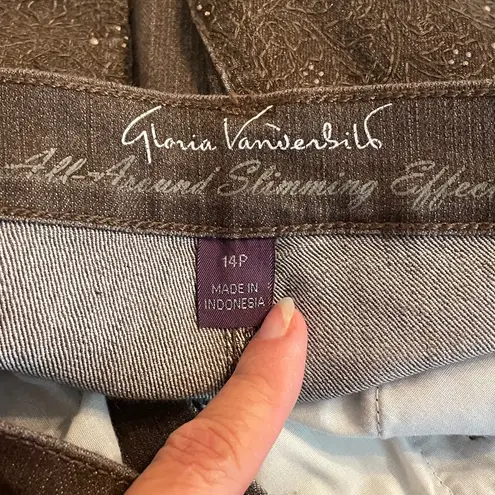 Gloria Vanderbilt
All-Around Slimming Effect
14P
MADE IN
INDONESIA